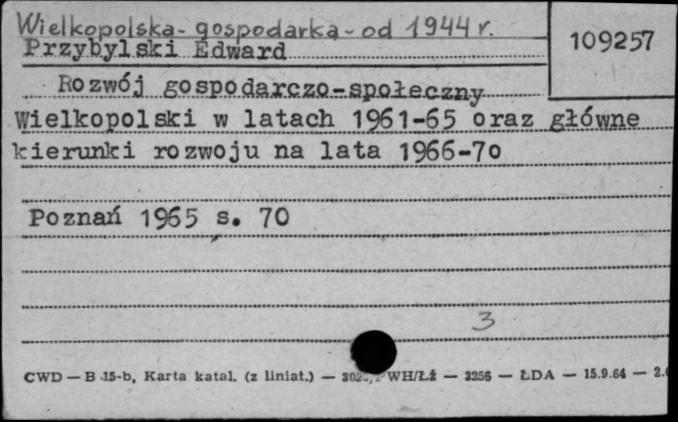 Wielkopolska - gospodarka - od 1944 r.
109257
Przybylski Edward
Rozwój gospodarczo-społeczny
Wielkopolski w latach 1961-65 oraz główne
kierunki rozwoju na lata 1966-70
Poznań 1965 s. 70
3
CWD — B 15-b, Karta katal. (z liniat.) — WH/Łź — 3256 — ŁDA — 15.9.64 —